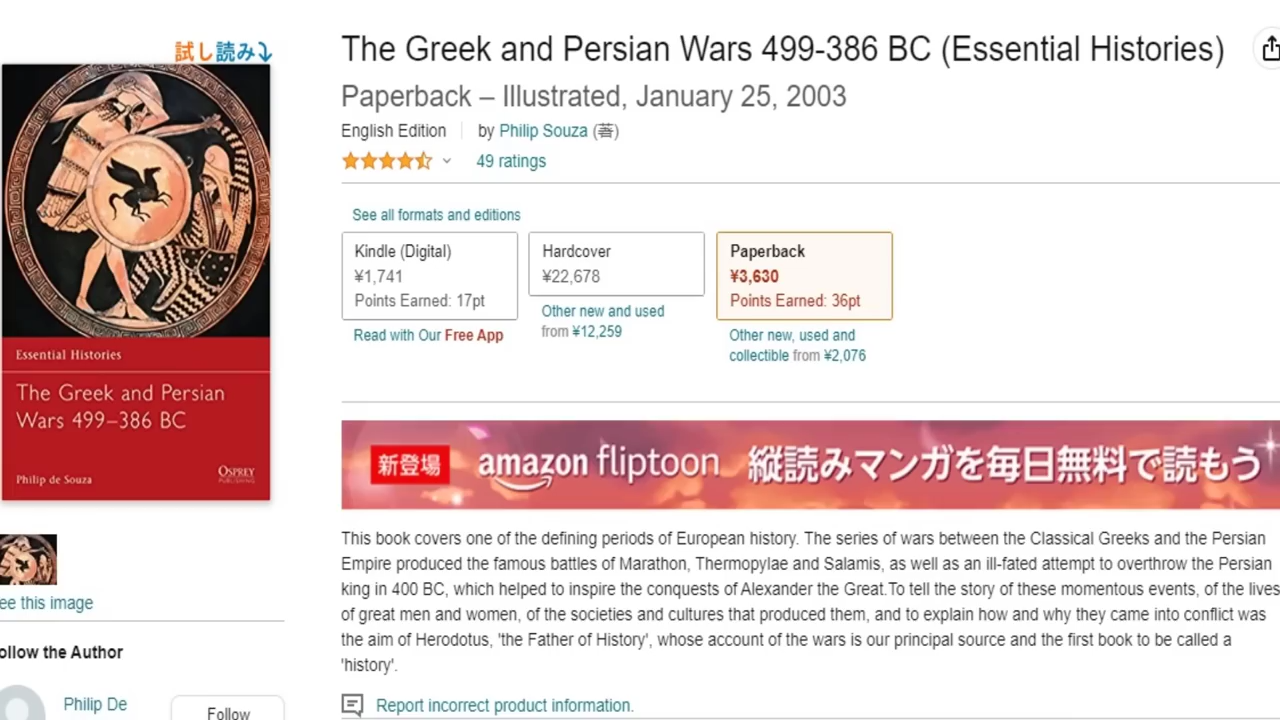 試し読み
The Greek and Persian Wars 499-386 BC (Essential Histories)
Paperback – Illustrated, January 25, 2003
English Edition
by Philip Souza (著)
49 ratings
See all formats and editions
Kindle (Digital)
¥1,741
Points Earned: 17pt
Read with Our Free App
Hardcover
¥22,678
Other new and used
from ¥12,259
Paperback
¥3,630
Points Earned: 36pt
Other new, used and
collectible from ¥2,076
Essential Histories
The Greek and Persian
Wars 499–386 BC
Philip de Souza
OSPREY
PUBLISHING
新登場 amazon fliptoon 縦読みマンガを毎日無料で読もう
This book covers one of the defining periods of European history. The series of wars between the Classical Greeks and the Persian
Empire produced the famous battles of Marathon, Thermopylae and Salamis, as well as an ill-fated attempt to overthrow the Persian
king in 400 BC, which helped to inspire the conquests of Alexander the Great.To tell the story of these momentous events, of the lives
of great men and women, of the societies and cultures that produced them, and to explain how and why they came into conflict was
the aim of Herodotus, 'the Father of History', whose account of the wars is our principal source and the first book to be called a
'history'.
Report incorrect product information.
ee this image
ollow the Author
Philip De
Follow